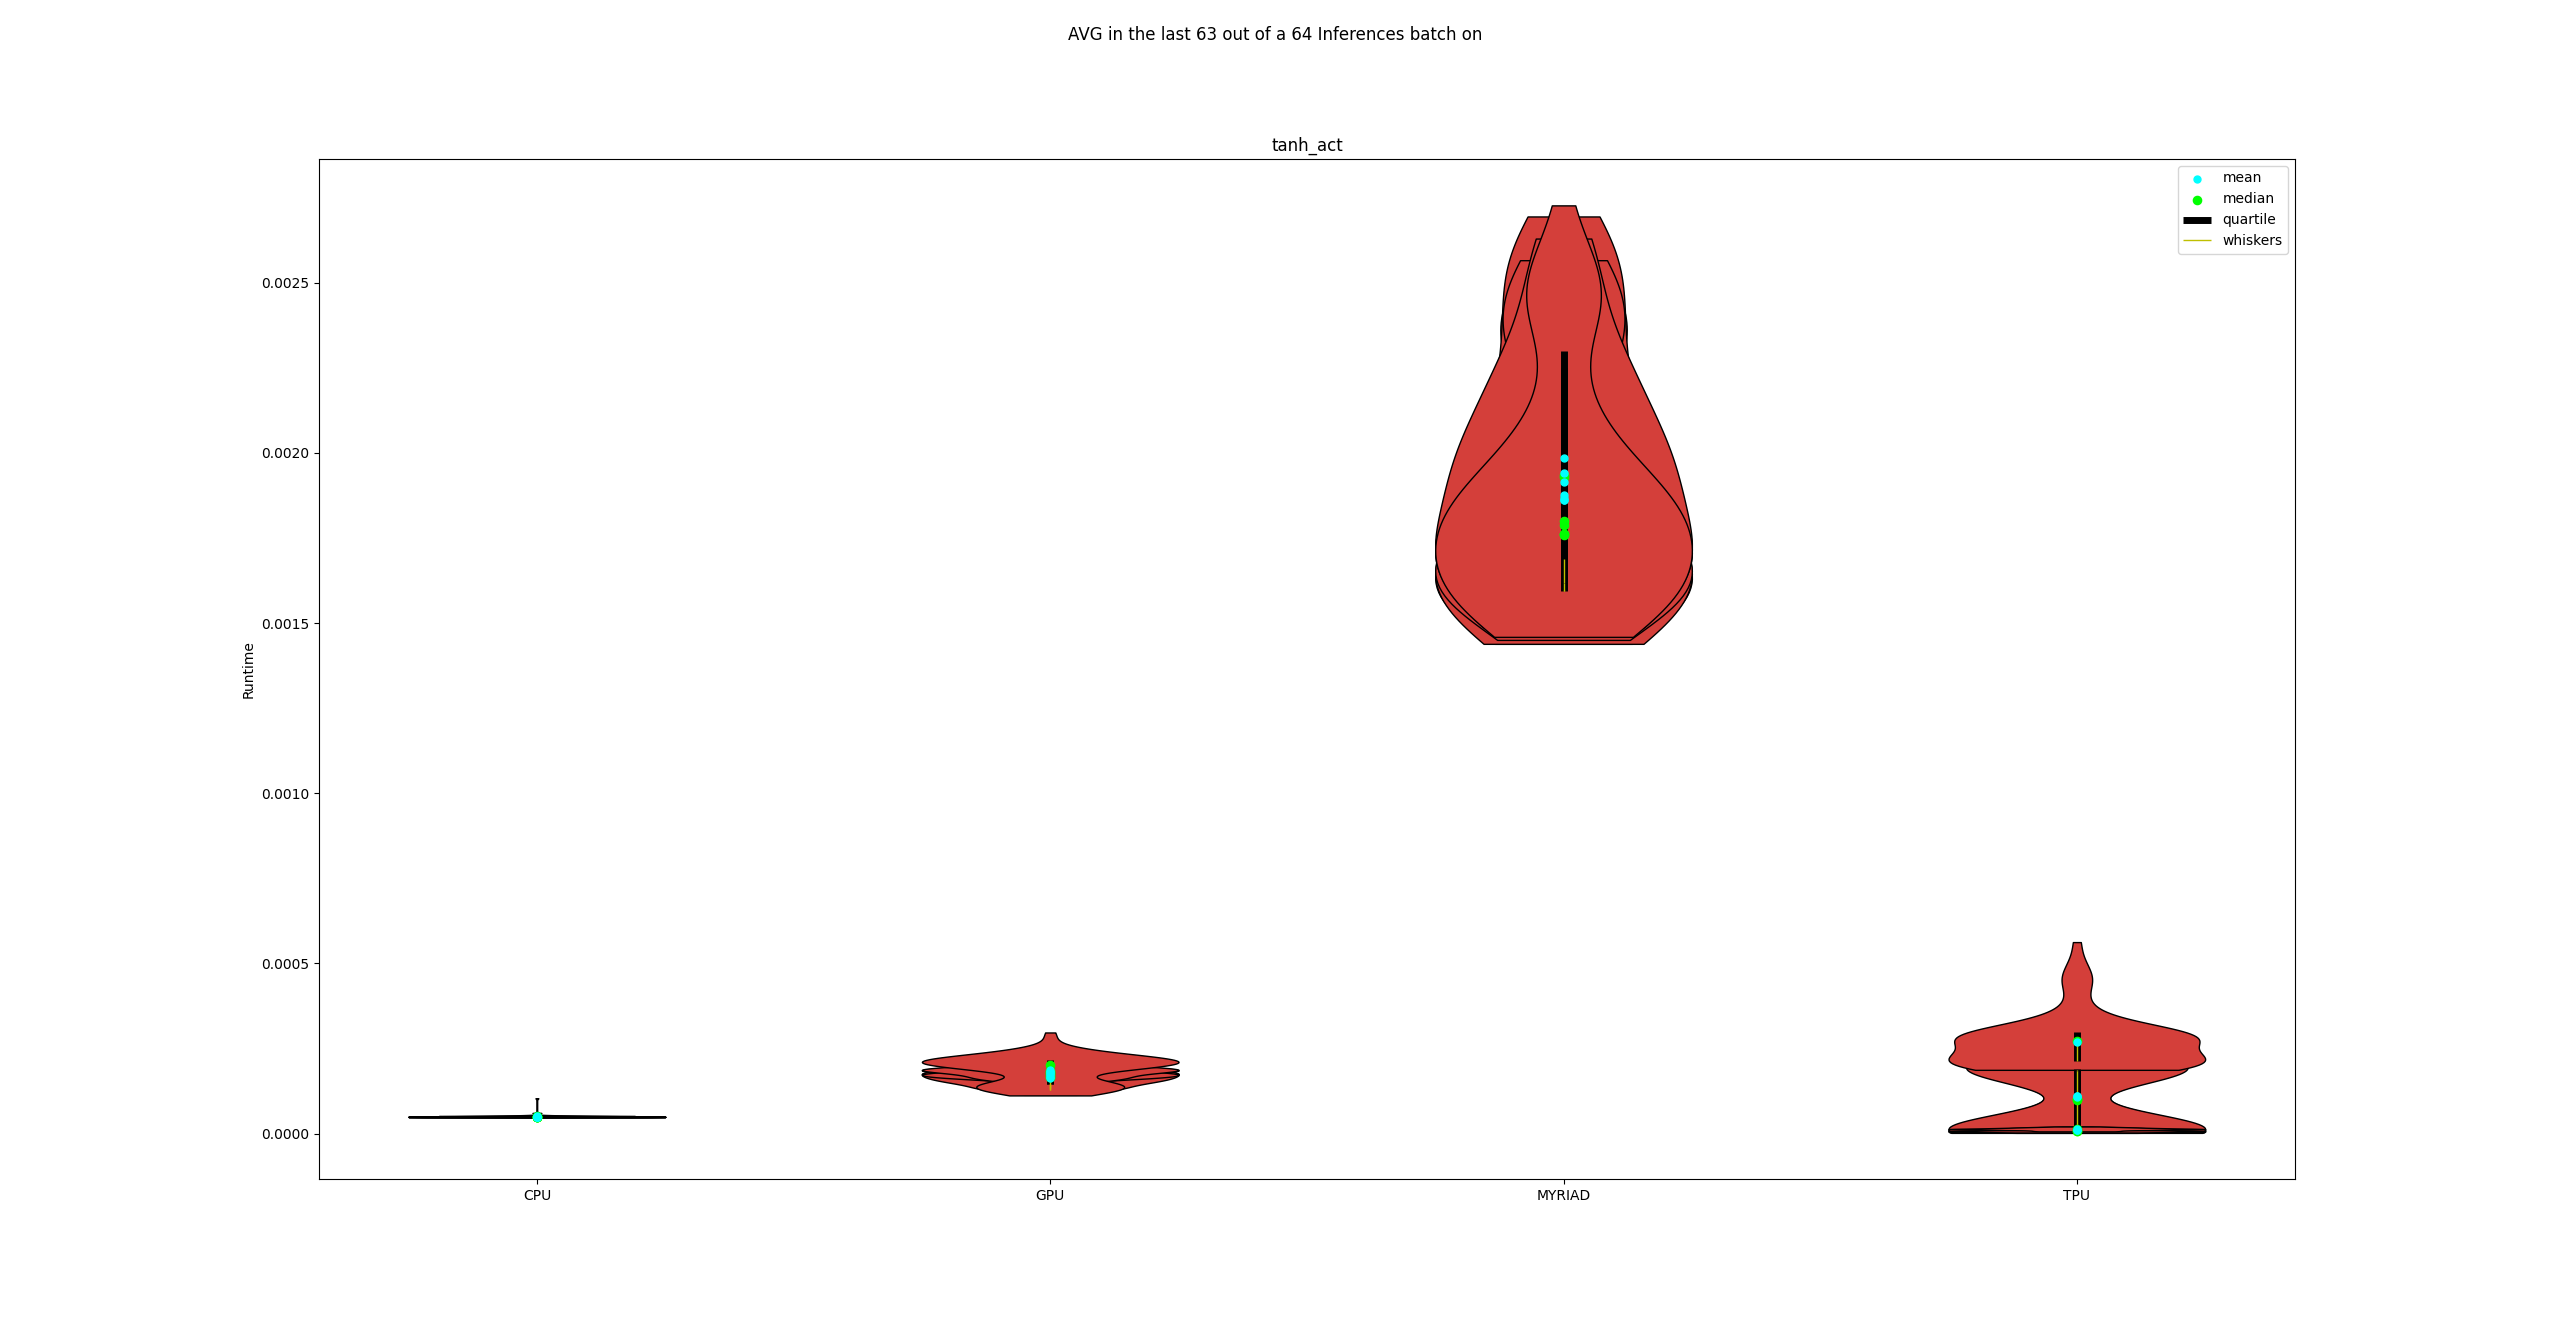 AVG in the last 63 out of a 64 Inferences batch on
tanh_act
mean
median
quartile
whiskers
0.0025
0.0020
0.0015
0.0010
0.0005
0.0000
Runtime
CPU
GPU
MYRIAD
TPU